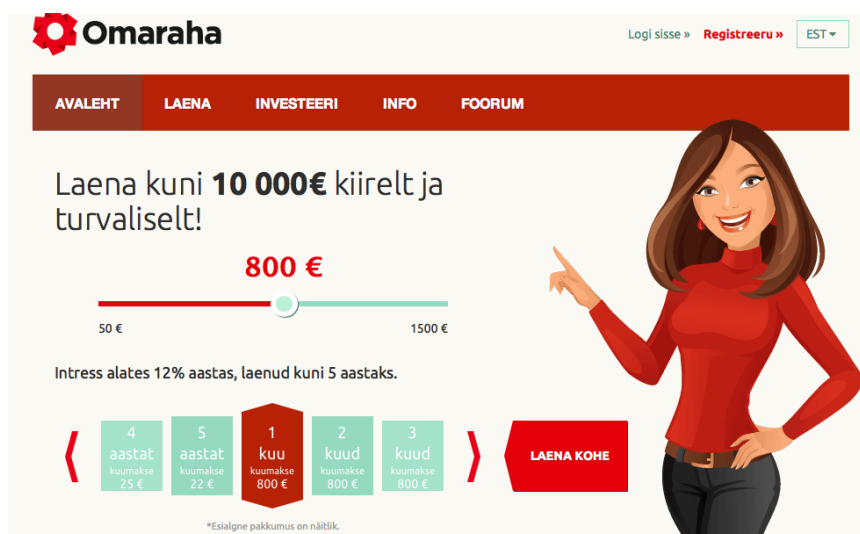 Omaraha
Logi sisse » Registreeru » EST
AVALEHT LAENA INVESTEERI INFO FOORUM
Laena kuni 10 000€ kiirelt ja
turvaliselt!
800 €
50 € 1500 €
Intress alates 12% aastas, laenud kuni 5 aastaks.
4 5 1 2 3
aastat aastat kuu kuud kuud
kuumakse kuumakse kuumakse kuumakse kuumakse
25 € 22 € 800 € 800 € 800 €
LAENA KOHE
*Esialgne pakkumus on näitlik.